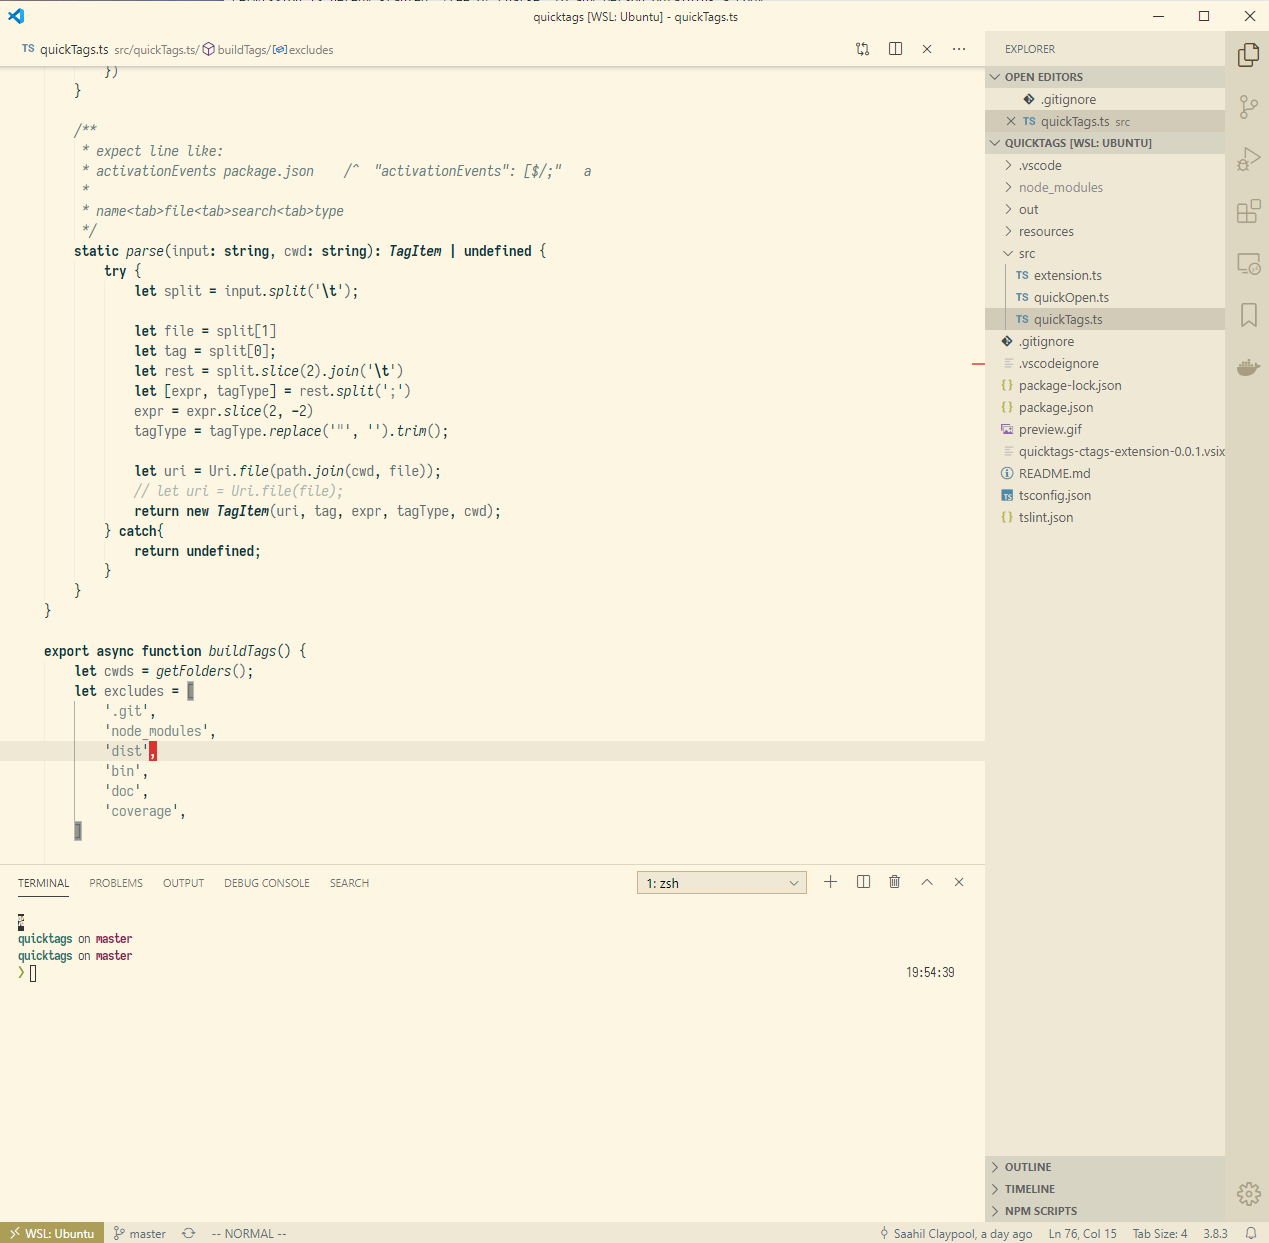 quicktags [WSL: Ubuntu] - quickTags.ts
TS quickTags.ts src/quickTags.ts/ buildTags/ excludes
})
}
/**
* expect line like:
* activationEvents package.json    /^  "activationEvents": [$/;"   a
*
* name<tab>file<tab>search<tab>type
*/
static parse(input: string, cwd: string): TagItem | undefined {
try {
let split = input.split('\t');
let file = split[1]
let tag = split[0];
let rest = split.slice(2).join('\t')
let [expr, tagType] = rest.split(';')
expr = expr.slice(2, -2)
tagType = tagType.replace('"', '').trim();
let uri = Uri.file(path.join(cwd, file));
// let uri = Uri.file(file);
return new TagItem(uri, tag, expr, tagType, cwd);
} catch{
return undefined;
}
}
}
export async function buildTags() {
let cwds = getFolders();
let excludes = [
'.git',
'node_modules',
'dist',
'bin',
'doc',
'coverage',
]
TERMINAL PROBLEMS OUTPUT DEBUG CONSOLE SEARCH
1: zsh
quicktags on master
quicktags on master
❯ 19:54:39
EXPLORER
OPEN EDITORS
.gitignore
TS quickTags.ts src
QUICKTAGS [WSL: UBUNTU]
.vscode
node_modules
out
resources
src
TS extension.ts
TS quickOpen.ts
TS quickTags.ts
.gitignore
.vscodeignore
{} package-lock.json
{} package.json
preview.gif
quicktags-ctags-extension-0.0.1.vsix
README.md
TS tsconfig.json
{} tslint.json
OUTLINE
TIMELINE
NPM SCRIPTS
WSL: Ubuntu master -- NORMAL -- Saahil Claypool, a day ago Ln 76, Col 15 Tab Size: 4 3.8.3